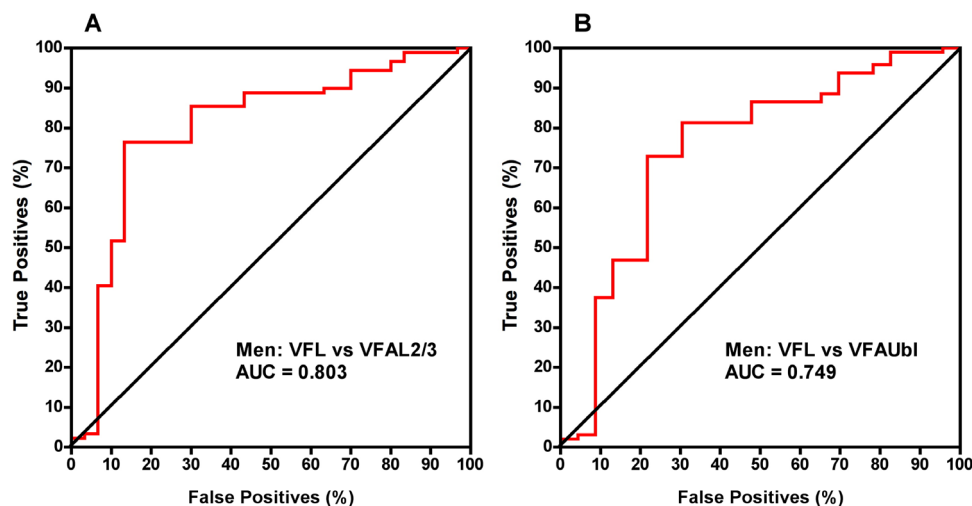 A
100
90
80
70
60
50
40
30
20
10
0
True Positives (%)
Men: VFL vs VFAL2/3
AUC = 0.803
0 10 20 30 40 50 60 70 80 90 100
False Positives (%)
B
100
90
80
70
60
50
40
30
20
10
0
True Positives (%)
Men: VFL vs VFAUbl
AUC = 0.749
0 10 20 30 40 50 60 70 80 90 100
False Positives (%)